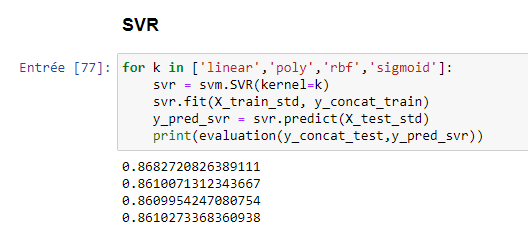 SVR
Entrée [77]: for k in ['linear','poly','rbf','sigmoid']:
svr = svm.SVR(kernel=k)
svr.fit(X_train_std, y_concat_train)
y_pred_svr = svr.predict(X_test_std)
print(evaluation(y_concat_test,y_pred_svr))
0.8682720826389111
0.8610071312343667
0.8609954247080754
0.8610273368360938